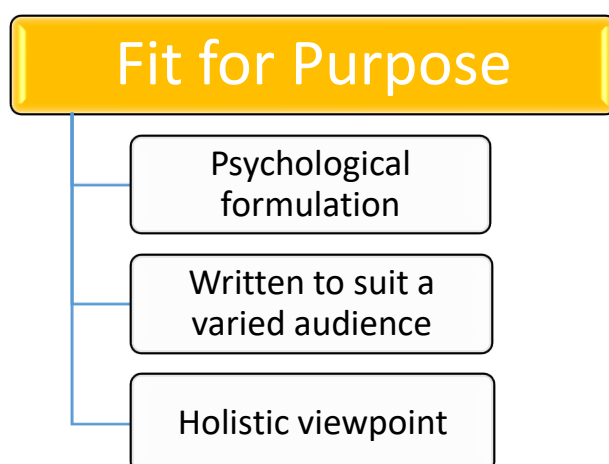 Fit for Purpose
Psychological
formulation
Written to suit a
varied audience
Holistic viewpoint